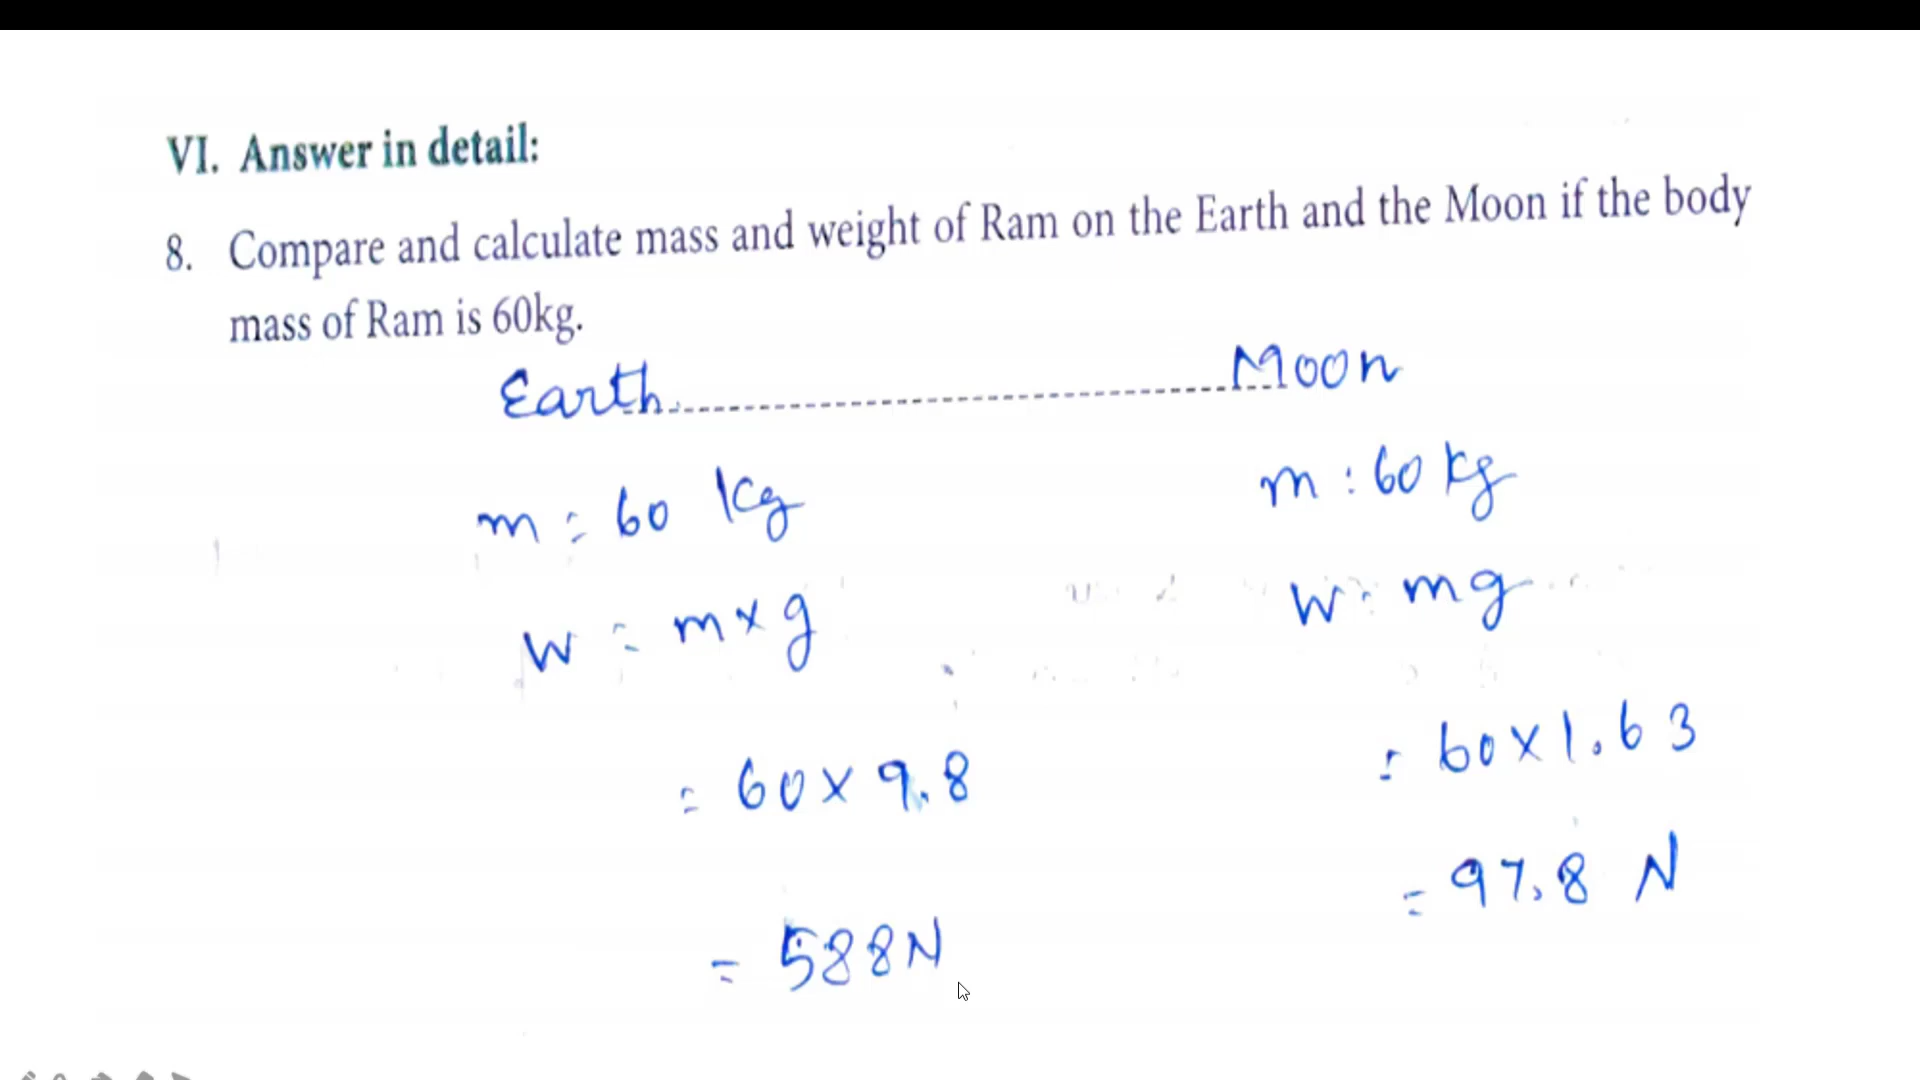 VI. Answer in detail:
8. Compare and calculate mass and weight of Ram on the Earth and the Moon if the body
mass of Ram is 60kg.
Earth Moon
m = 60 kg
m : 60 kg
W = m × g
W = mg
= 60 × 9.8
= 60 × 1.63
= 97.8 N
= 588 N